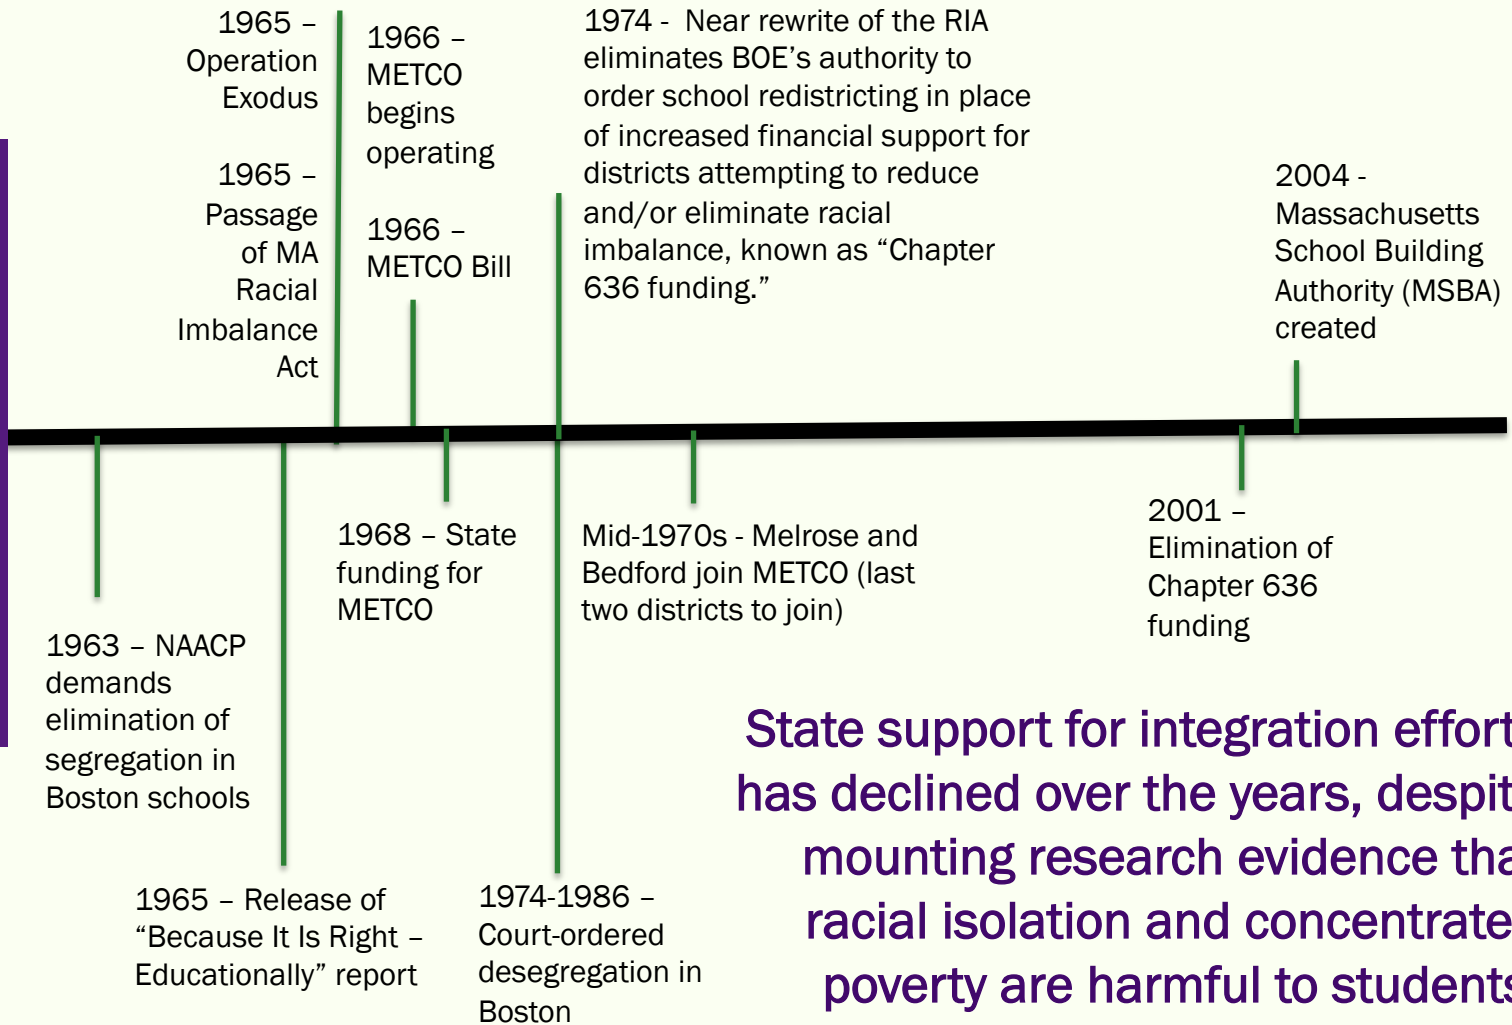 1965 –
Operation
Exodus
1965 –
Passage
of MA
Racial
Imbalance
Act
1966 –
METCO
begins
operating
1966 –
METCO Bill
1974 -  Near rewrite of the RIA
eliminates BOE’s authority to
order school redistricting in place
of increased financial support for
districts attempting to reduce
and/or eliminate racial
imbalance, known as “Chapter
636 funding.”
2004 -
Massachusetts
School Building
Authority (MSBA)
created
1963 – NAACP
demands
elimination of
segregation in
Boston schools
1965 – Release of
“Because It Is Right –
Educationally” report
1968 – State
funding for
METCO
1974-1986 –
Court-ordered
desegregation in
Boston
Mid-1970s - Melrose and
Bedford join METCO (last
two districts to join)
2001 –
Elimination of
Chapter 636
funding
State support for integration effort
has declined over the years, despit
mounting research evidence tha
racial isolation and concentrate
poverty are harmful to students